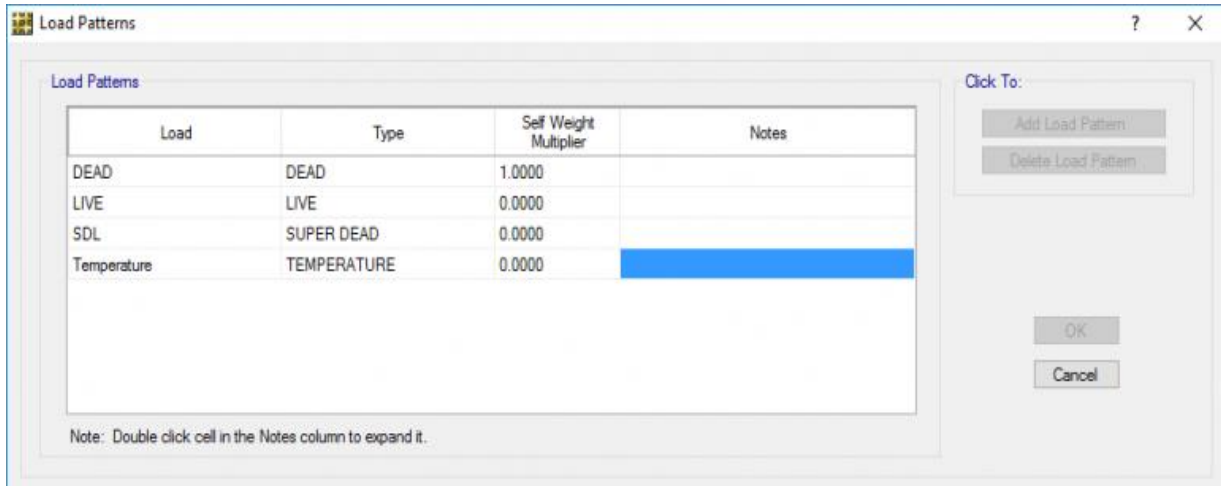 Load Patterns
?
Load Patterns
Click To:
Load Type Self Weight Multiplier Notes
DEAD DEAD 1.0000
LIVE LIVE 0.0000
SDL SUPER DEAD 0.0000
Temperature TEMPERATURE 0.0000
Add Load Pattern
Delete Load Pattern
OK
Cancel
Note: Double click cell in the Notes column to expand it.